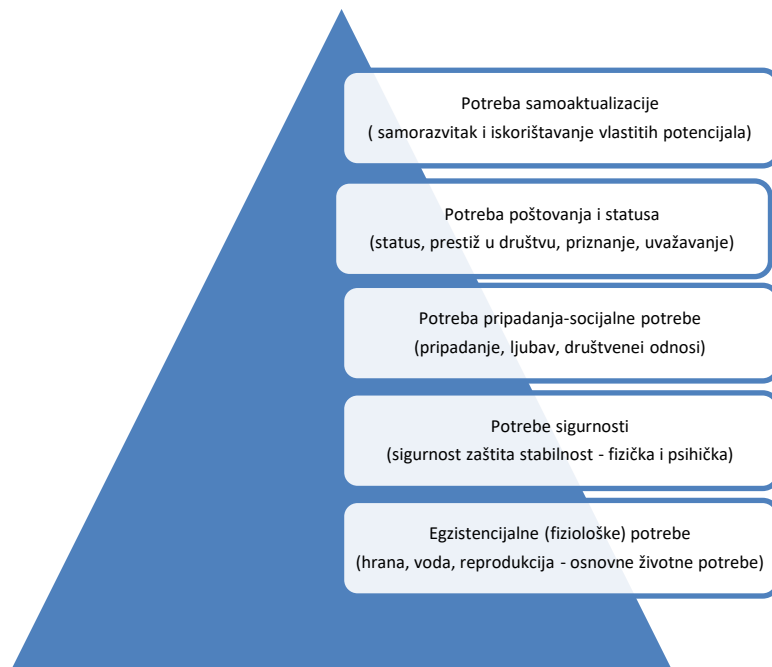 Potreba samoaktualizacije
( samorazvitak i iskorištavanje vlastitih potencijala)
Potreba poštovanja i statusa
(status, prestiž u društvu, priznanje, uvažavanje)
Potreba pripadanja-socijalne potrebe
(pripadanje, ljubav, društvenei odnosi)
Potrebe sigurnosti
(sigurnost zaštita stabilnost - fizička i psihička)
Egzistencijalne (fiziološke) potrebe
(hrana, voda, reprodukcija - osnovne životne potrebe)